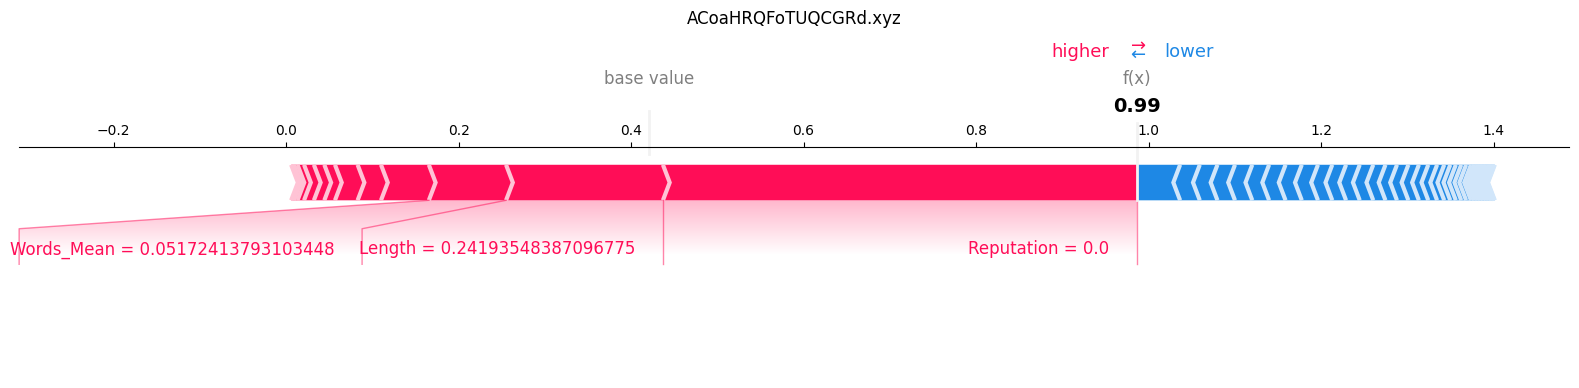 ACoaHRQFoTUQCGRd.xyz
higher ⇄ lower
base value f(x)
0.99
−0.2 0.0 0.2 0.4 0.6 0.8 1.0 1.2 1.4
Words_Mean = 0.05172413793103448 Length = 0.24193548387096775 Reputation = 0.0